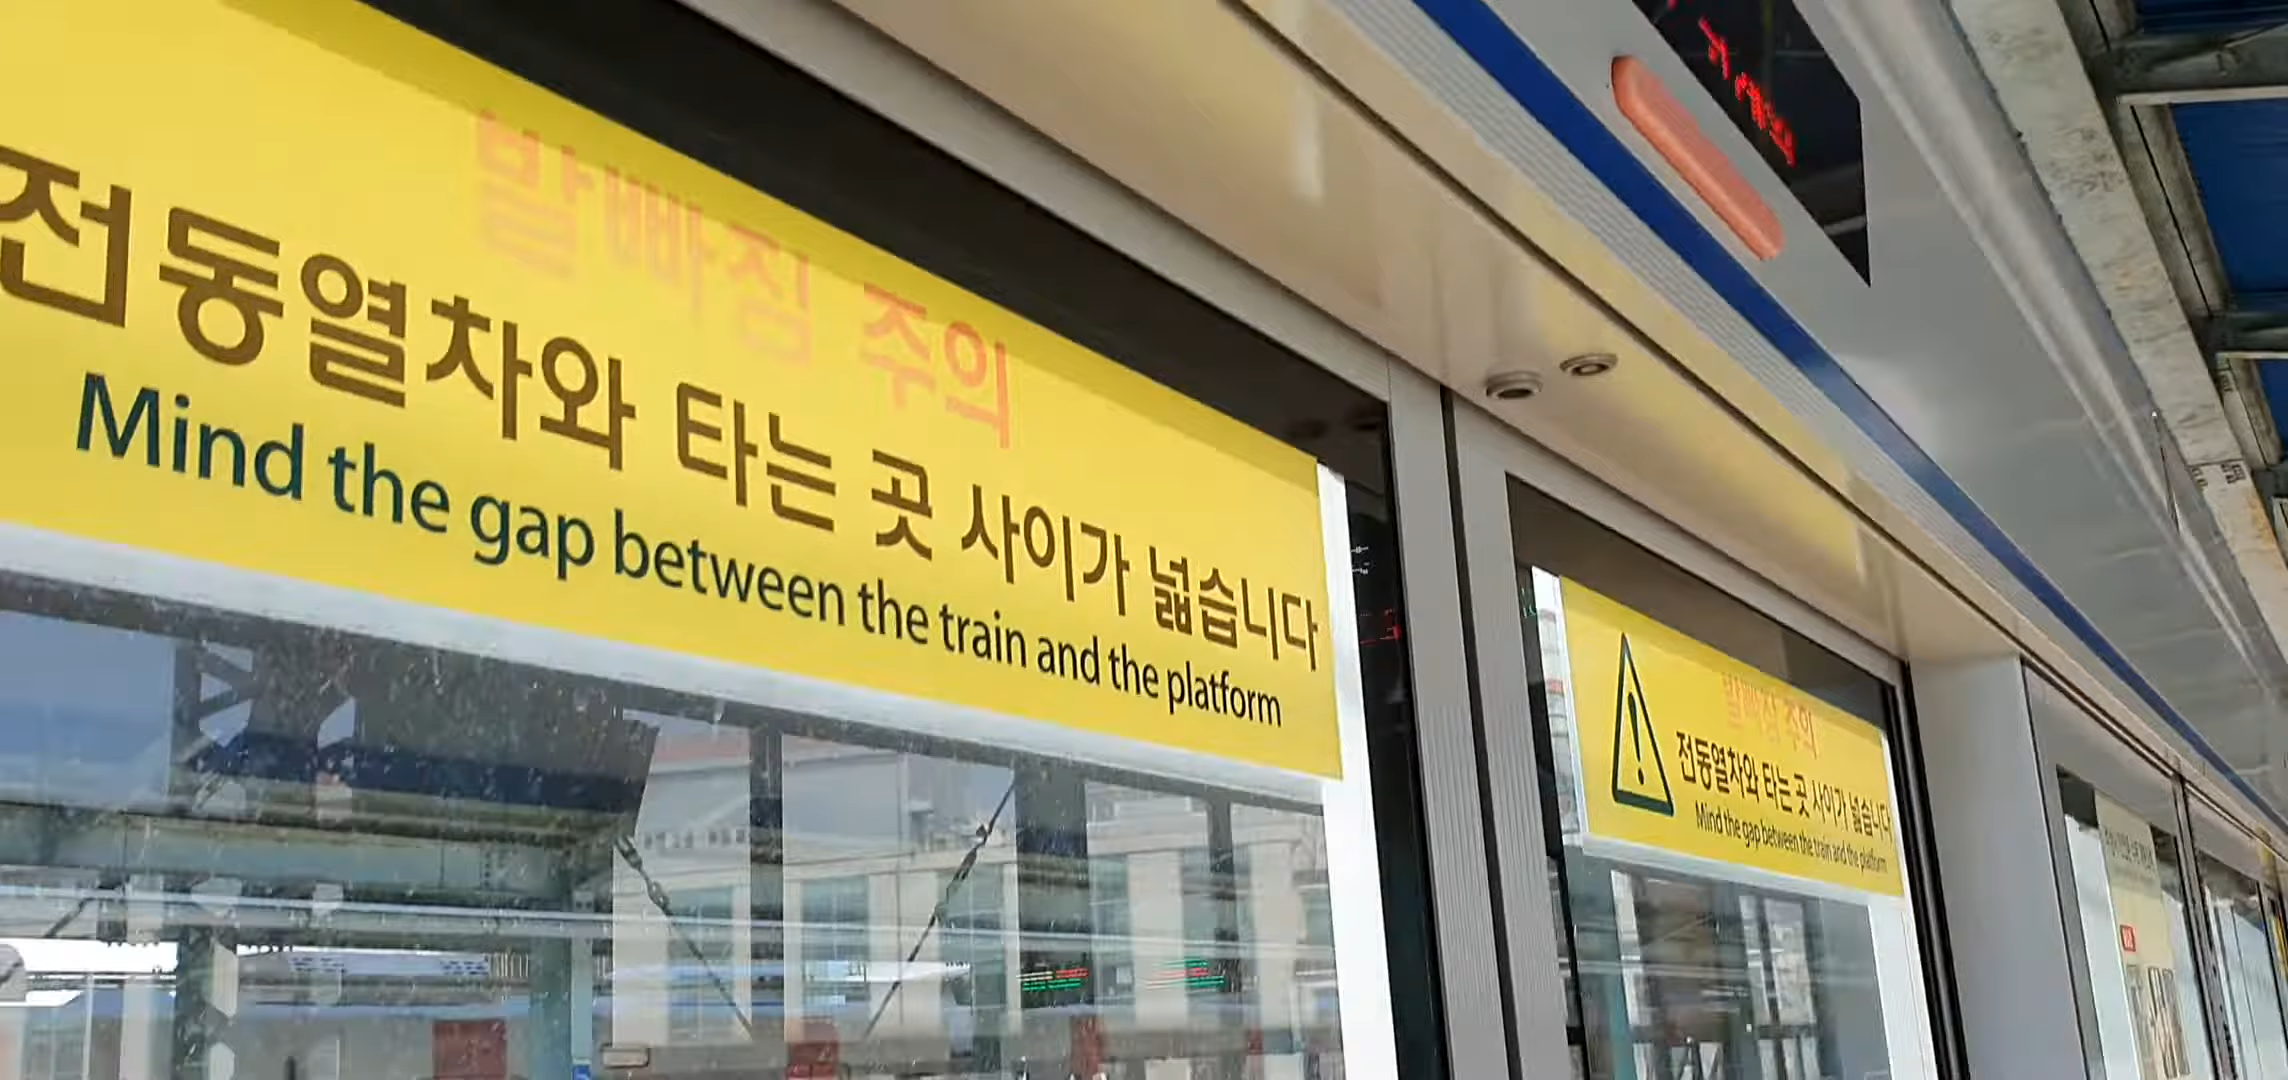 발빠짐 주의
전동열차와 타는 곳 사이가 넓습니다
Mind the gap between the train and the platform
발빠짐 주의
전동열차와 타는 곳 사이가 넓습니다
Mind the gap between the train and the platform